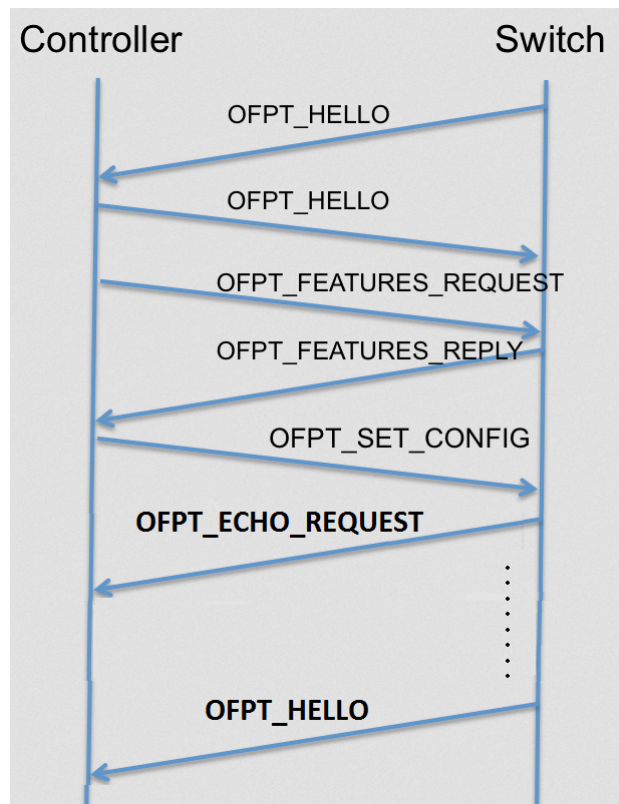 Controller
Switch
OFPT_HELLO
OFPT_HELLO
OFPT_FEATURES_REQUEST
OFPT_FEATURES_REPLY
OFPT_SET_CONFIG
OFPT_ECHO_REQUEST
OFPT_HELLO